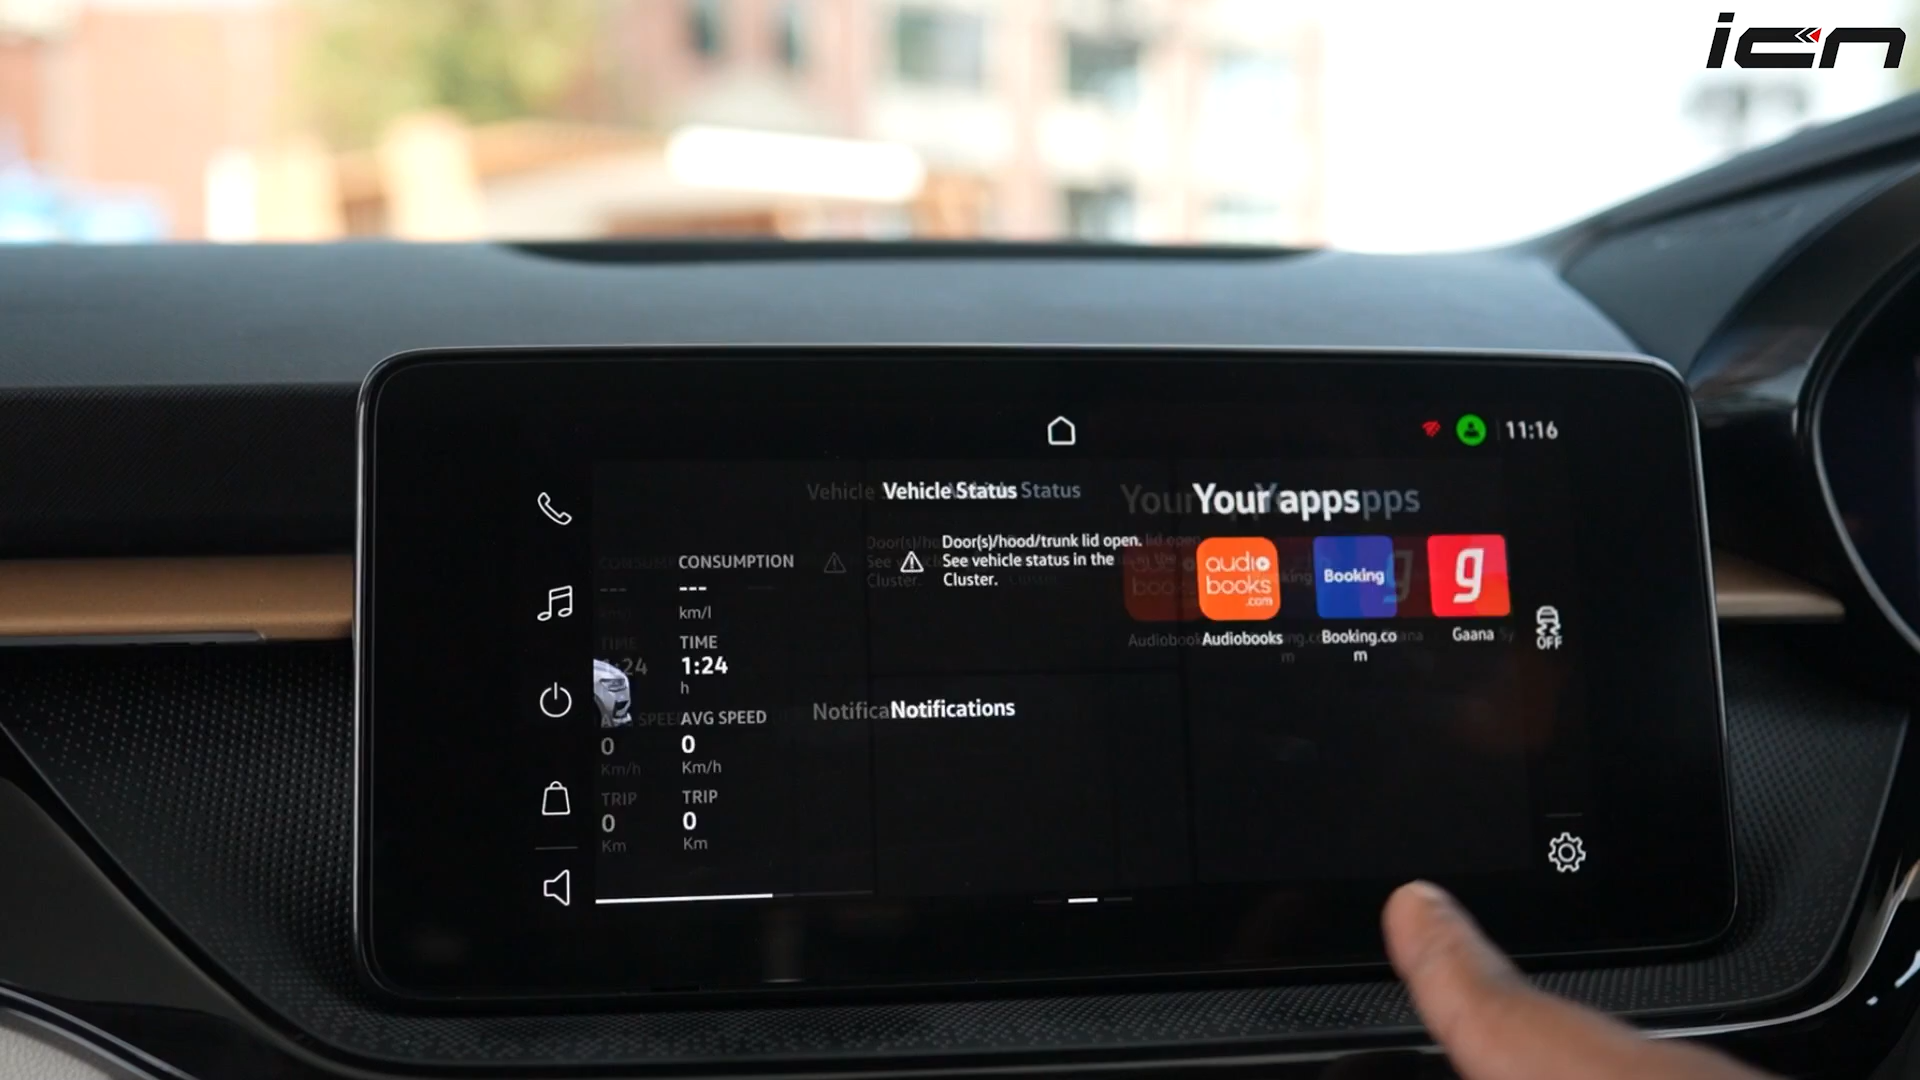 icn
11:16
Vehicle Status
Your apps
Door(s)/hood/trunk lid open.
See vehicle status in the
Cluster.
CONSUMPTION
---
km/l
TIME
1:24
h
AVG SPEED
0
Km/h
TRIP
0
Km
Notifications
audio
books
.com
Booking
g
Audiobooks
Booking.co
m
Gaana
OFF